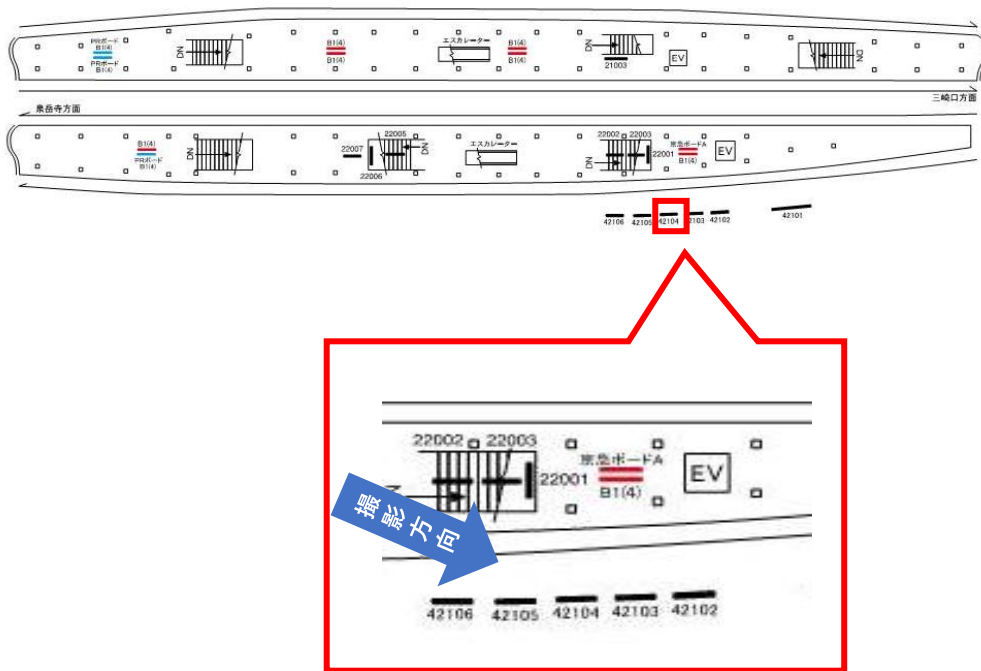 PRボード
B1(4)
PRボード
B1(4)
DN
B1(4)
B1(4)
エスカレーター
B1(4)
B1(4)
DN
21003
EV
DN
泉岳寺方面
三崎口方面
B1(4)
PRボード
B1(4)
DN
22007
22005
22006
DN
エスカレーター
22002
22003
DN
22001
京急ボードA
B1(4)
EV
42106
42105
42104
42103
42102
42101
22002
22003
22001
京急ボードA
B1(4)
EV
撮影方向
42106
42105
42104
42103
42102